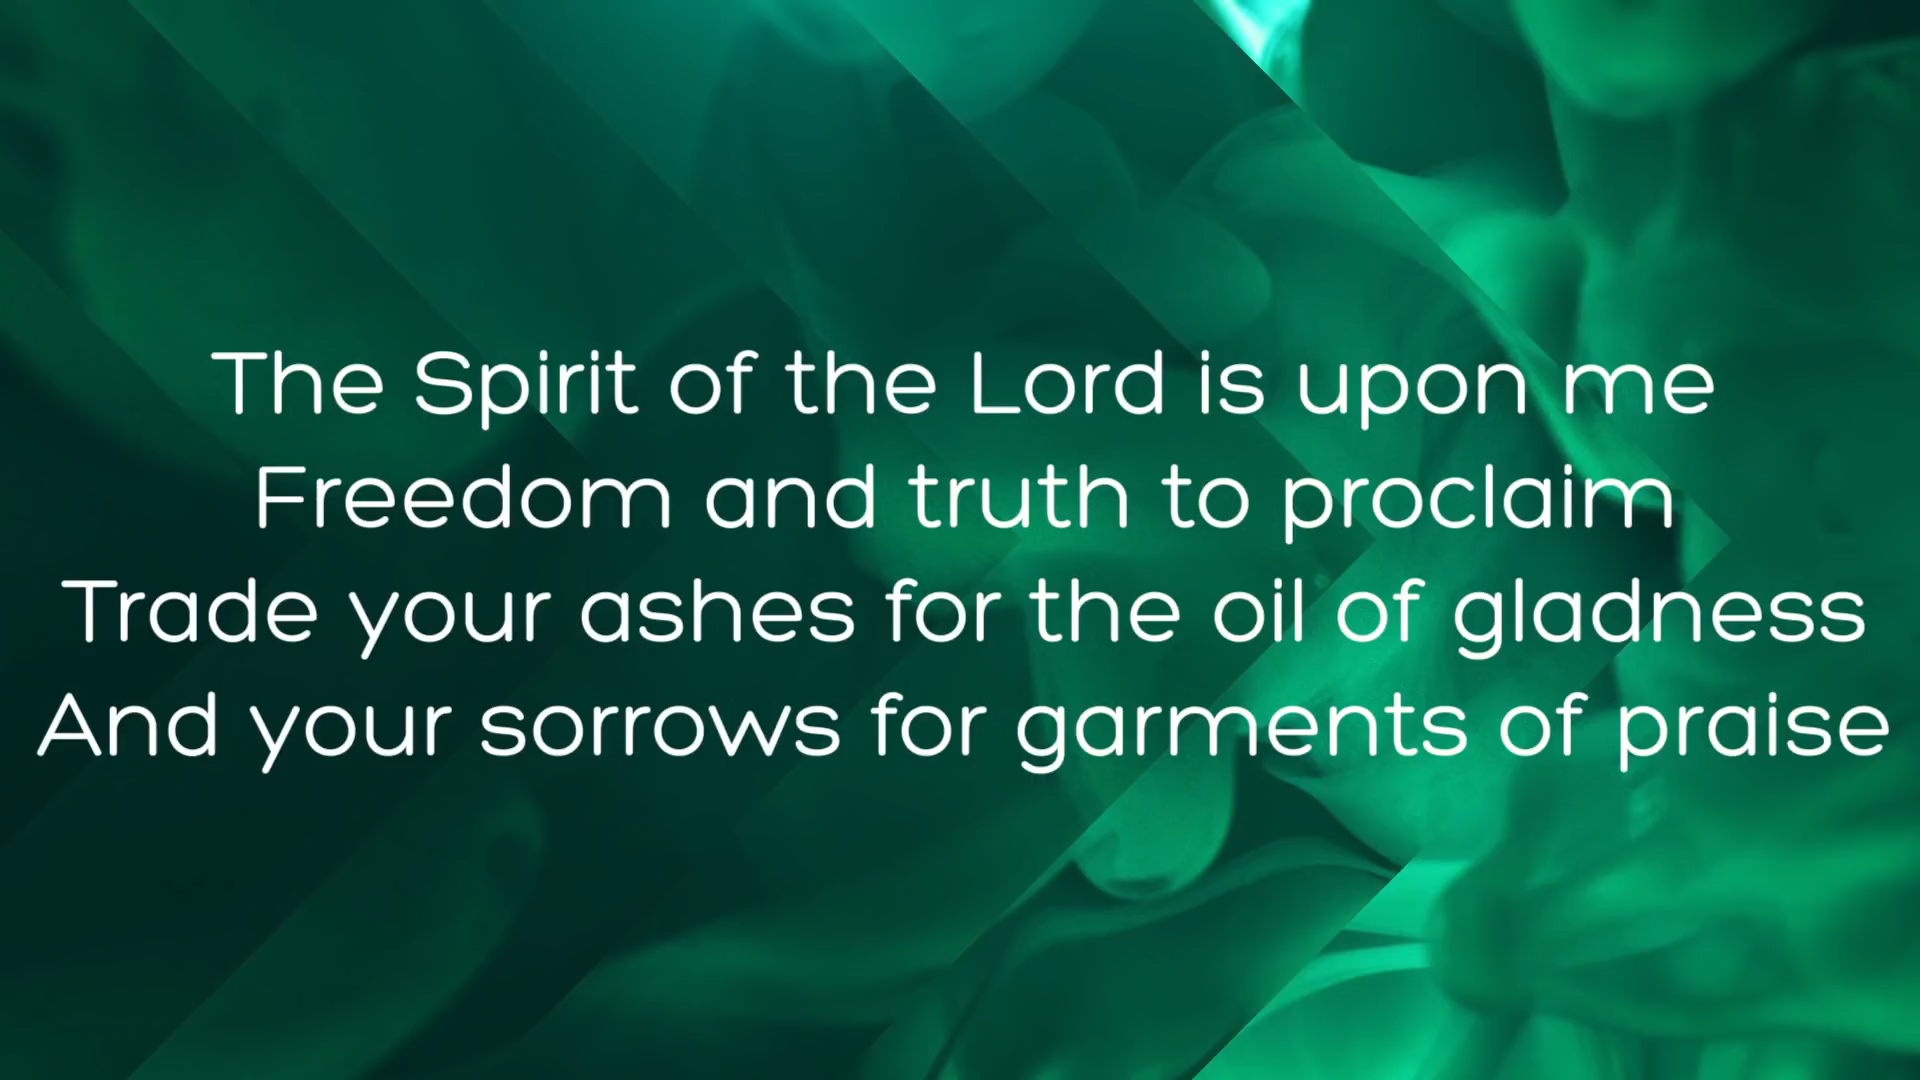 The Spirit of the Lord is upon me
Freedom and truth to proclaim
Trade your ashes for the oil of gladness
And your sorrows for garments of praise